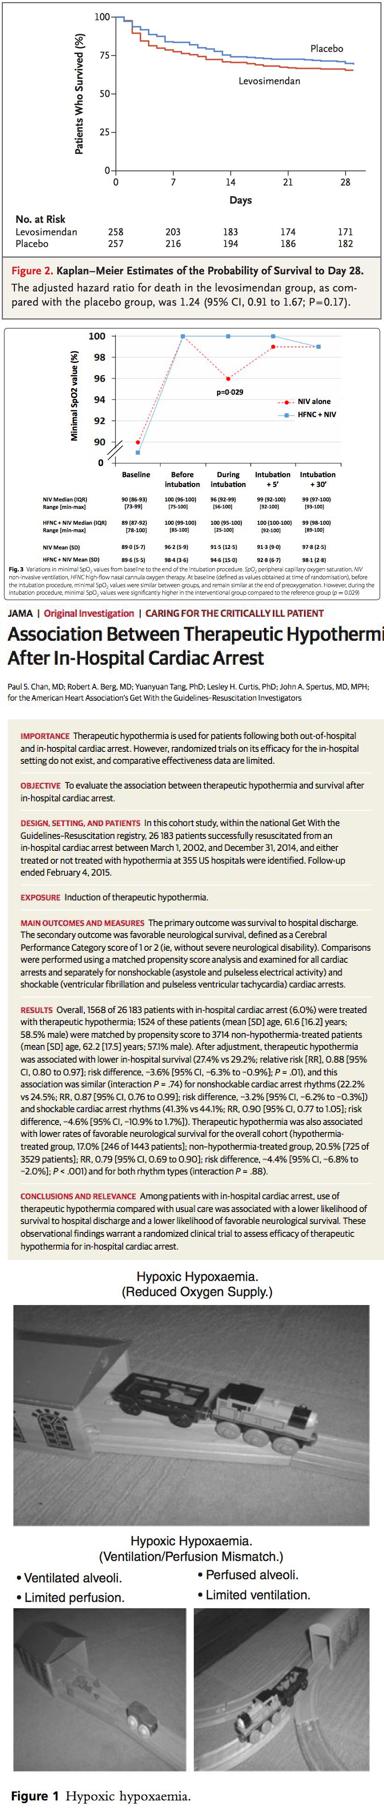 100
75
50
25
0
Patients Who Survived (%)
Placebo
Levosimendan
0 7 14 21 28
Days
No. at Risk
Levosimendan 258 203 183 174 171
Placebo 257 216 194 186 182
Figure 2. Kaplan–Meier Estimates of the Probability of Survival to Day 28.
The adjusted hazard ratio for death in the levosimendan group, as com-
pared with the placebo group, was 1.24 (95% CI, 0.91 to 1.67; P=0.17).
Minimal SpO2 value (%)
100
98
96
94
92
90
0
p=0·029
NIV alone
HFNC + NIV
Baseline Before intubation During intubation Intubation + 5' Intubation + 30'
NIV Median (IQR) 90 (86-93) 100 (96-100) 96 (92-99) 99 (92-100) 99 (97-100)
Range [min-max] [73-99] [75-100] [56-100] [92-100] [93-100]
HFNC + NIV Median (IQR) 89 (87-92) 100 (99-100) 100 (95-100) 100 (100-100) 99 (98-100)
Range [min-max] [78-100] [85-100] [25-100] [92-100] [89-100]
NIV Mean (SD) 89·0 (5·7) 96·2 (5·9) 91·5 (12·5) 91·3 (9·0) 97·8 (2·5)
HFNC + NIV Mean (SD) 89·6 (5·5) 98·4 (3·6) 94·6 (15·0) 92·8 (6·7) 98·1 (2·8)
Fig. 3 Variations in minimal SpO2 values from baseline to the end of the intubation procedure. SpO2 peripheral capillary oxygen saturation, NIV
non-invasive ventilation, HFNC high-flow nasal cannula oxygen therapy. At baseline (defined as values obtained at time of randomisation), before
the intubation procedure, minimal SpO2 values were similar between groups, and remain similar at the end of preoxygenation. However, during the
intubation procedure, minimal SpO2 values were significantly higher in the interventional group compared to the reference group (p = 0.029)
JAMA | Original Investigation | CARING FOR THE CRITICALLY ILL PATIENT
Association Between Therapeutic Hypothermi
After In-Hospital Cardiac Arrest
Paul S. Chan, MD; Robert A. Berg, MD; Yuanyuan Tang, PhD; Lesley H. Curtis, PhD; John A. Spertus, MD, MPH;
for the American Heart Association's Get With the Guidelines–Resuscitation Investigators
IMPORTANCE Therapeutic hypothermia is used for patients following both out-of-hospital
and in-hospital cardiac arrest. However, randomized trials on its efficacy for the in-hospital
setting do not exist, and comparative effectiveness data are limited.
OBJECTIVE To evaluate the association between therapeutic hypothermia and survival after
in-hospital cardiac arrest.
DESIGN, SETTING, AND PATIENTS In this cohort study, within the national Get With the
Guidelines–Resuscitation registry, 26 183 patients successfully resuscitated from an
in-hospital cardiac arrest between March 1, 2002, and December 31, 2014, and either
treated or not treated with hypothermia at 355 US hospitals were identified. Follow-up
ended February 4, 2015.
EXPOSURE Induction of therapeutic hypothermia.
MAIN OUTCOMES AND MEASURES The primary outcome was survival to hospital discharge.
The secondary outcome was favorable neurological survival, defined as a Cerebral
Performance Category score of 1 or 2 (ie, without severe neurological disability). Comparisons
were performed using a matched propensity score analysis and examined for all cardiac
arrests and separately for nonshockable (asystole and pulseless electrical activity) and
shockable (ventricular fibrillation and pulseless ventricular tachycardia) cardiac arrests.
RESULTS Overall, 1568 of 26 183 patients with in-hospital cardiac arrest (6.0%) were treated
with therapeutic hypothermia; 1524 of these patients (mean [SD] age, 61.6 [16.2] years;
58.5% male) were matched by propensity score to 3714 non-hypothermia-treated patients
(mean [SD] age, 62.2 [17.5] years; 57.1% male). After adjustment, therapeutic hypothermia
was associated with lower in-hospital survival (27.4% vs 29.2%; relative risk [RR], 0.88 [95%
CI, 0.80 to 0.97]; risk difference, −3.6% [95% CI, −6.3% to −0.9%]; P = .01), and this
association was similar (interaction P = .74) for nonshockable cardiac arrest rhythms (22.2%
vs 24.5%; RR, 0.87 [95% CI, 0.76 to 0.99]; risk difference, −3.2% [95% CI, −6.2% to −0.3%])
and shockable cardiac arrest rhythms (41.3% vs 44.1%; RR, 0.90 [95% CI, 0.77 to 1.05]; risk
difference, −4.6% [95% CI, −10.9% to 1.7%]). Therapeutic hypothermia was also associated
with lower rates of favorable neurological survival for the overall cohort (hypothermia-
treated group, 17.0% [246 of 1443 patients]; non–hypothermia-treated group, 20.5% [725 of
3529 patients]; RR, 0.79 [95% CI, 0.69 to 0.90]; risk difference, −4.4% [95% CI, −6.8% to
−2.0%]; P < .001) and for both rhythm types (interaction P = .88).
CONCLUSIONS AND RELEVANCE Among patients with in-hospital cardiac arrest, use of
therapeutic hypothermia compared with usual care was associated with a lower likelihood of
survival to hospital discharge and a lower likelihood of favorable neurological survival. These
observational findings warrant a randomized clinical trial to assess efficacy of therapeutic
hypothermia for in-hospital cardiac arrest.
Hypoxic Hypoxaemia.
(Reduced Oxygen Supply.)
Hypoxic Hypoxaemia.
(Ventilation/Perfusion Mismatch.)
• Ventilated alveoli.
• Limited perfusion.
• Perfused alveoli.
• Limited ventilation.
Figure 1 Hypoxic hypoxaemia.